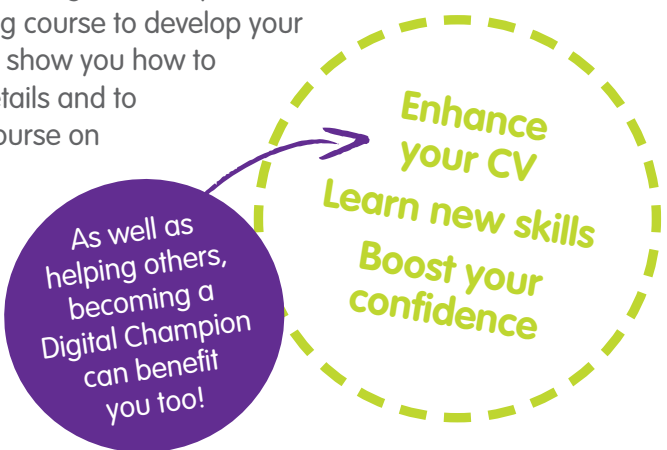 g course to develop your
show you how to
etails and to
ourse on
As well as
helping others,
becoming a
Digital Champion
can benefit
you too!
Enhance
your CV
Learn new skills
Boost your
confidence